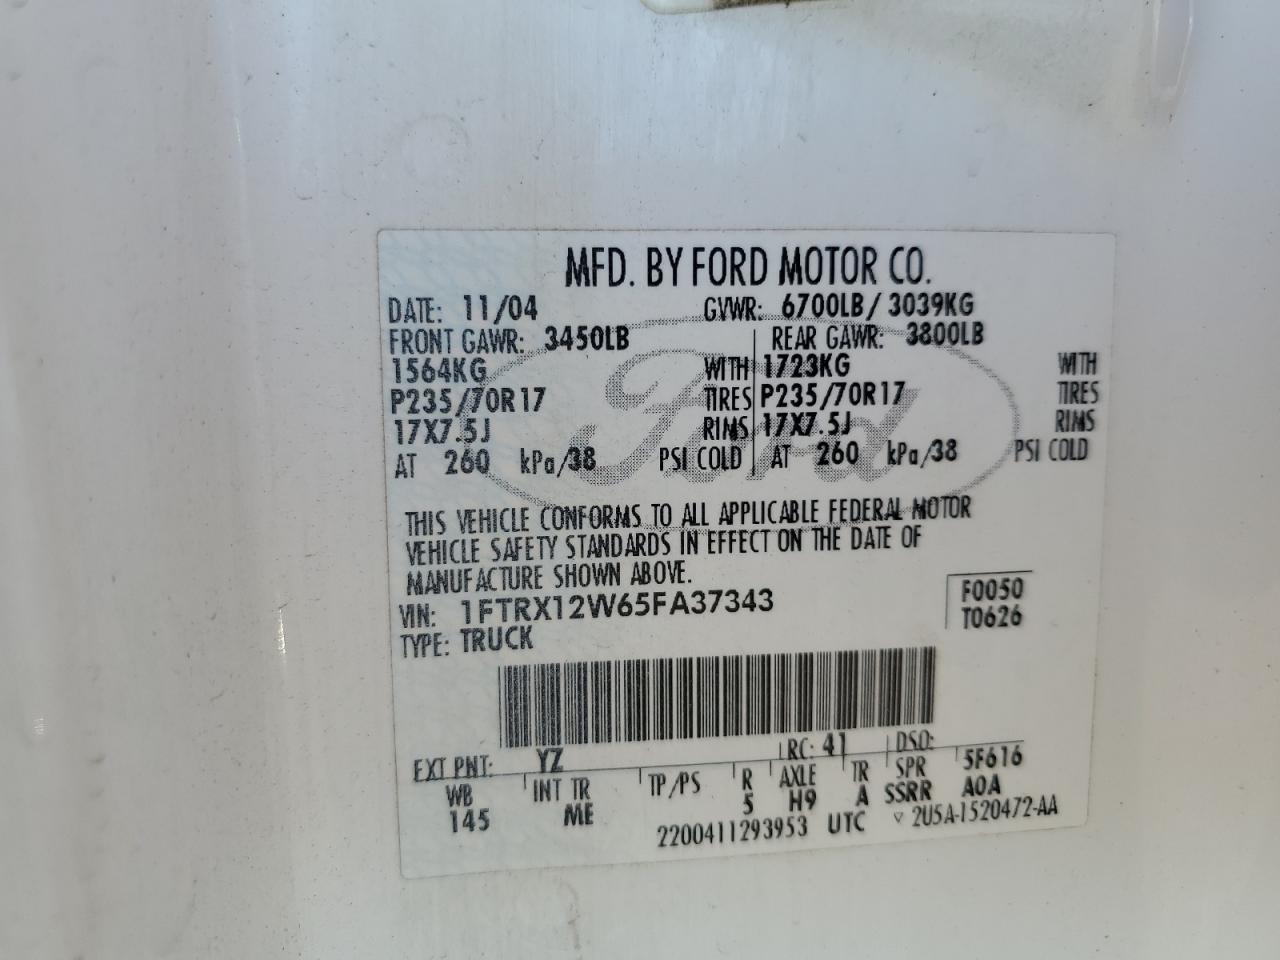 MFD. BY FORD MOTOR CO.
DATE: 11/04 GVWR: 6700LB/ 3039KG
FRONT GAWR: 3450LB REAR GAWR: 3800LB
1564KG WITH 1723KG WITH
P235/70R17 TIRES P235/70R17 TIRES
17X7.5J RIMS 17X7.5J RIMS
AT 260 kPa/38 PSI COLD AT 260 kPa/38 PSI COLD
Ford
THIS VEHICLE CONFORMS TO ALL APPLICABLE FEDERAL MOTOR
VEHICLE SAFETY STANDARDS IN EFFECT ON THE DATE OF
MANUFACTURE SHOWN ABOVE.
VIN: 1FTRX12W65FA37343 F0050
TYPE: TRUCK T0626
EXT PNT: YZ RC: 41 DSO: 5F616
WB INT TR TP/PS R AXLE TR SPR
145 ME 5 H9 A SSRR A0A
2200411293953 UTC ▽ 2U5A-1520472-AA